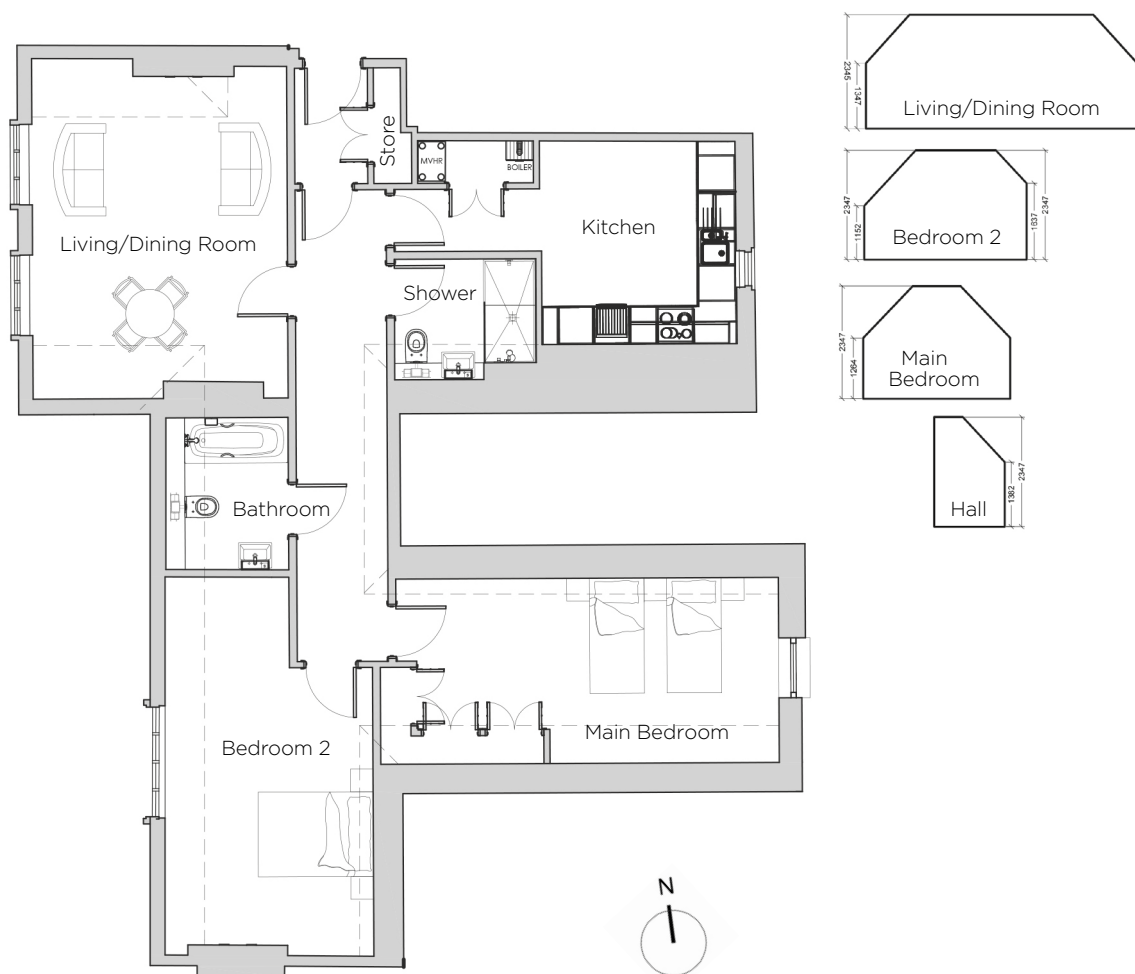 Living/Dining Room
Store
MVHR
BOILER
Kitchen
Shower
Bathroom
Bedroom 2
Main Bedroom
N
2345
1347
Living/Dining Room
2347
1152
Bedroom 2
1637
2347
2347
1264
Main
Bedroom
Hall
1382
2347